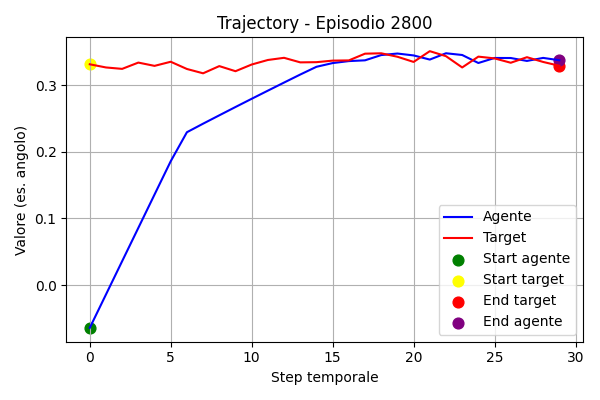 Trajectory - Episodio 2800
Valore (es. angolo)
0.3
0.2
0.1
0.0
0 5 10 15 20 25 30
Step temporale
Agente
Target
Start agente
Start target
End target
End agente